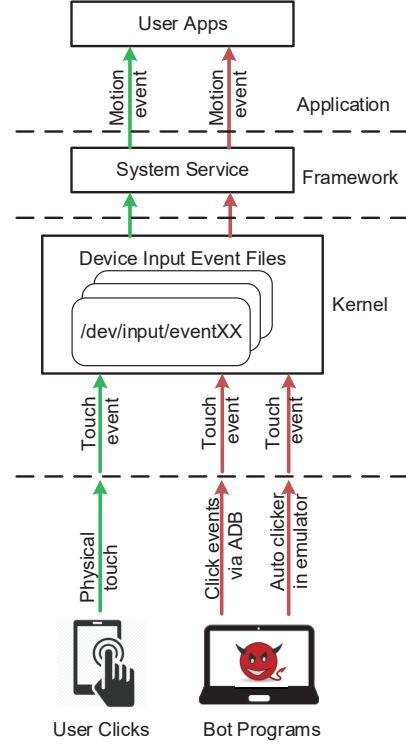 User Apps
Motion
event
Motion
event
Application
System Service
Framework
Device Input Event Files
/dev/input/eventXX
Kernel
Touch
event
Touch
event
Touch
event
Physical
touch
Click events
via ADB
Auto clicker
in emulator
User Clicks
Bot Programs